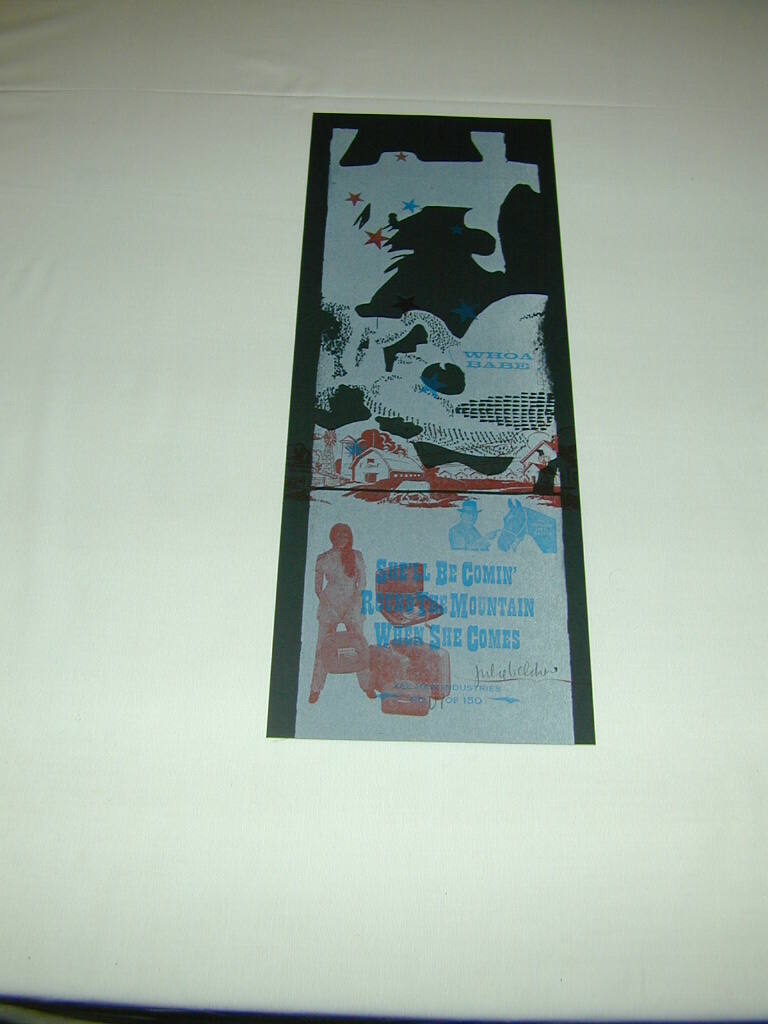 WHOA
BABE
SHE'LL BE COMIN'
ROUND THE MOUNTAIN
WHEN SHE COMES
INDUSTRIES
OF 150